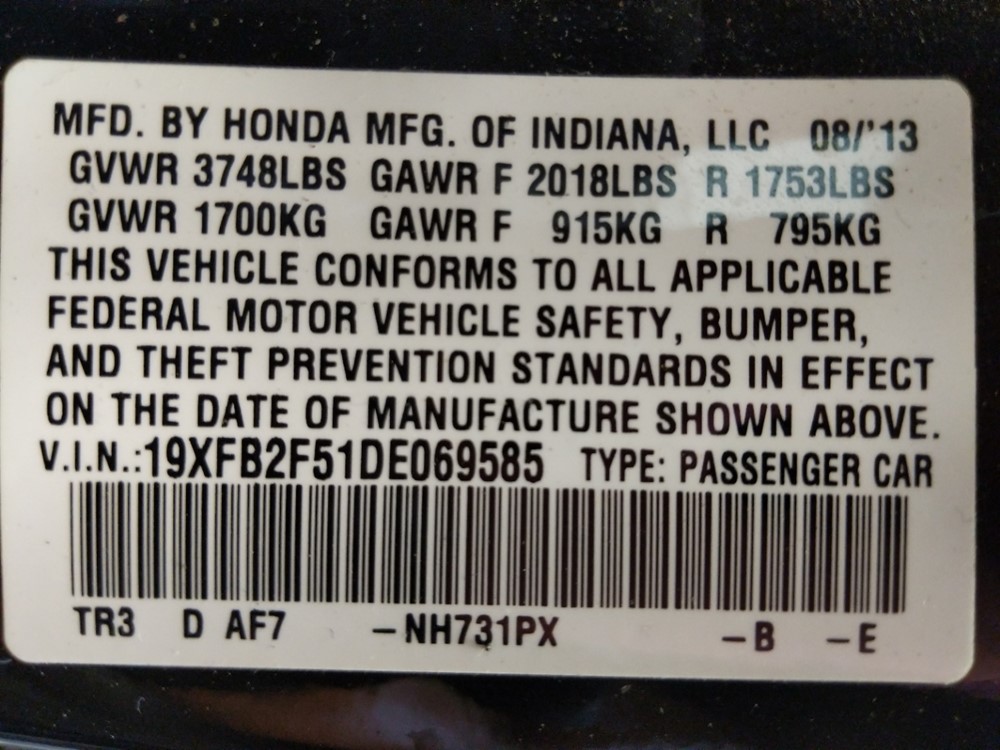 MFD. BY HONDA MFG. OF INDIANA, LLC 08/'13
GVWR 3748LBS GAWR F 2018LBS R 1753LBS
GVWR 1700KG GAWR F 915KG R 795KG
THIS VEHICLE CONFORMS TO ALL APPLICABLE
FEDERAL MOTOR VEHICLE SAFETY, BUMPER,
AND THEFT PREVENTION STANDARDS IN EFFECT
ON THE DATE OF MANUFACTURE SHOWN ABOVE.
V.I.N.:19XFB2F51DE069585 TYPE: PASSENGER CAR
TR3 D AF7 -NH731PX -B -E